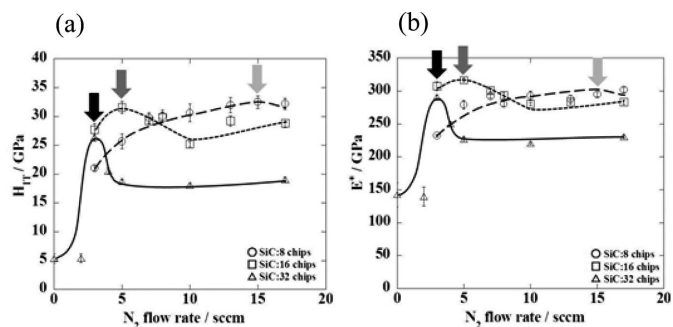 (a)
(b)
40
35
30
25
20
15
10
5
0
H_IT / GPa
0
5
10
15
20
N₂ flow rate / sccm
SiC:8 chips
SiC:16 chips
SiC:32 chips
350
300
250
200
150
100
50
0
E* / GPa
0
5
10
15
20
N₂ flow rate / sccm
SiC:8 chips
SiC:16 chips
SiC:32 chips